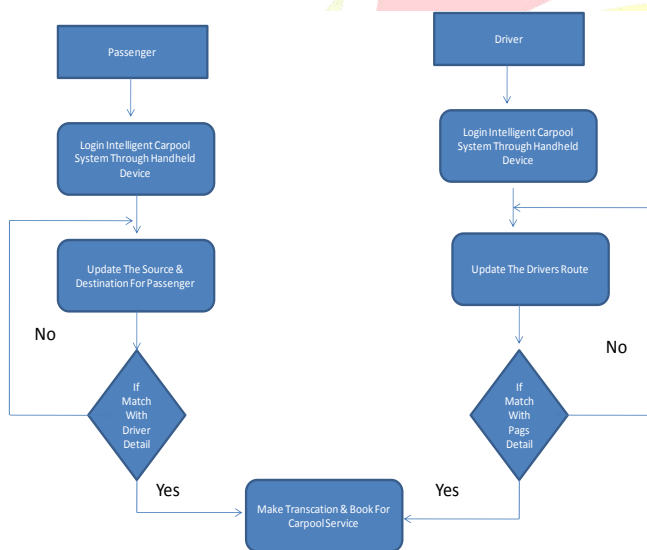 Passenger
Login Intelligent Carpool
System Through Handheld
Device
Update The Source &
Destination For Passenger
No
If
Match
With
Driver
Detail
Yes
Driver
Login Intelligent Carpool
System Through Handheld
Device
Update The Drivers Route
No
If
Match
With
Pags
Detail
Yes
Make Transcation & Book For
Carpool Service